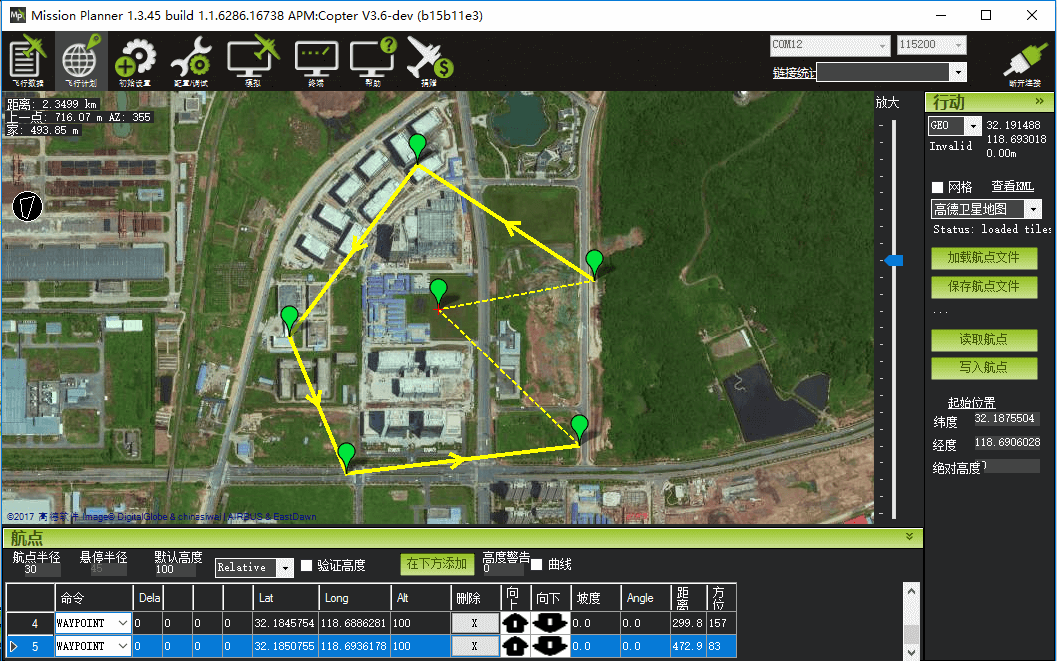 Mission Planner 1.3.45 build 1.1.6286.16738 APM:Copter V3.6-dev (b15b11e3)
飞行数据 飞行计划 初始设置 配置/调试 模拟 终端 帮助 捐赠
COM12 115200
链接统计
断开连接
距离: 2.3499 km
上一点: 716.07 m AZ: 355
家: 493.85 m
放大
行动 »
GEO 32.191488
118.693018
Invalid 0.00m
网格 查看KML
高德卫星地图
Status: loaded tiles
加载航点文件
保存航点文件
...
读取航点
写入航点
起始位置
纬度 32.1875504
经度 118.6906028
绝对高度
©2017 高德软件 Image© DigitalGlobe & chinasiwei | AIRBUS & EastDawn
航点
航点半径 悬停半径 默认高度 高度警告
30 45 100 Relative 验证高度 在下方添加 0 曲线
命令 Dela Lat Long Alt 删除 向上 向下 坡度 Angle 距离 方位
4 WAYPOINT 0 0 0 0 32.1845754 118.6886281 100 X 0.0 0.0 299.8 157
5 WAYPOINT 0 0 0 0 32.1850755 118.6936178 100 X 0.0 0.0 472.9 83